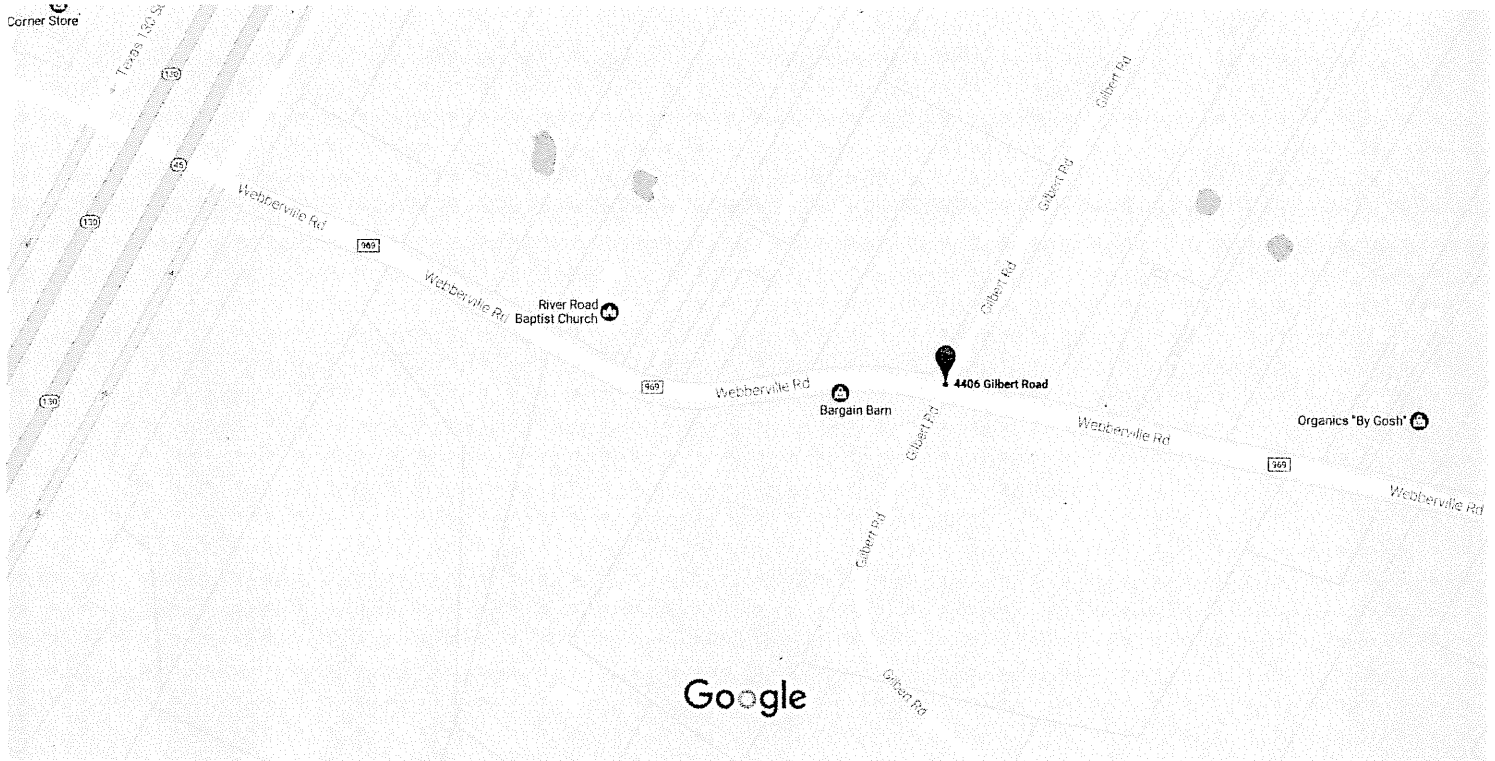 Corner Store
Texas 130
130
Gilbert Rd
45
Gilbert Rd
Webberville Rd
130
969
Gilbert Rd
Webberville Rd
River Road
Baptist Church
4406 Gilbert Road
969
Webberville Rd
130
Bargain Barn
Gilbert Rd
Webberville Rd
Organics "By Gosh"
969
Webberville Rd
Gilbert Rd
Gilbert Rd
Google